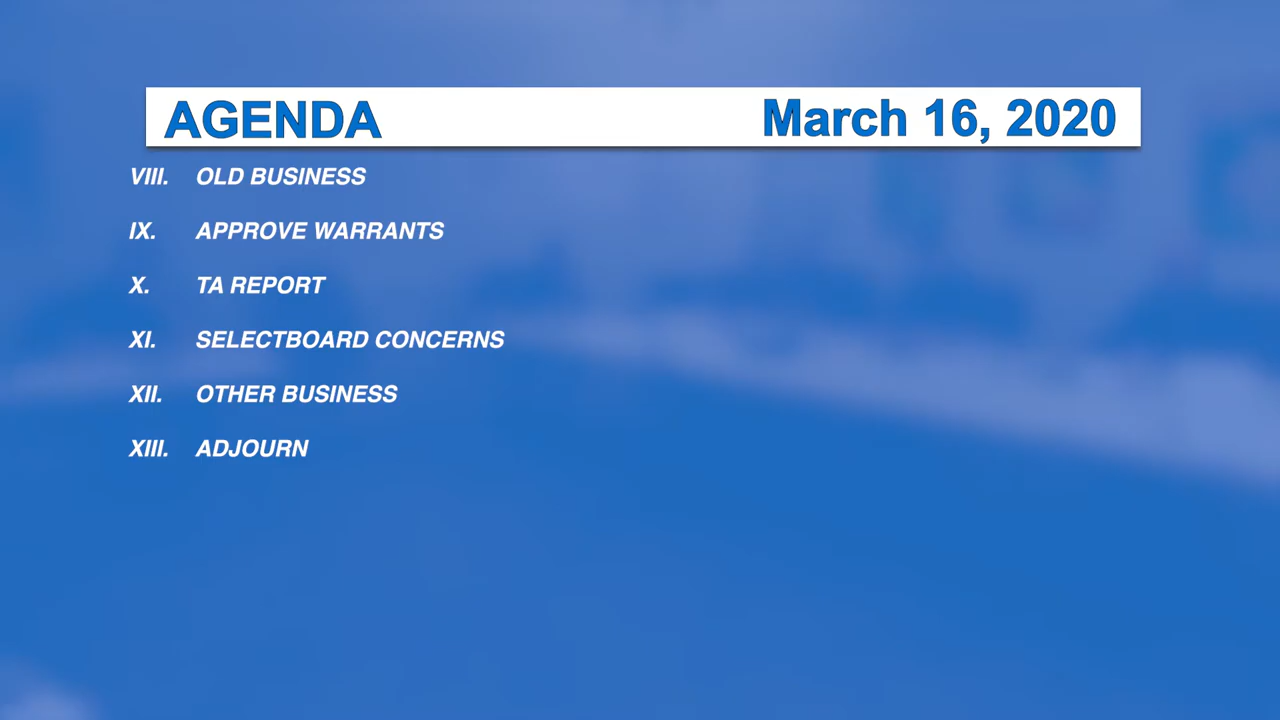 AGENDA March 16, 2020
VIII. OLD BUSINESS
IX. APPROVE WARRANTS
X. TA REPORT
XI. SELECTBOARD CONCERNS
XII. OTHER BUSINESS
XIII. ADJOURN